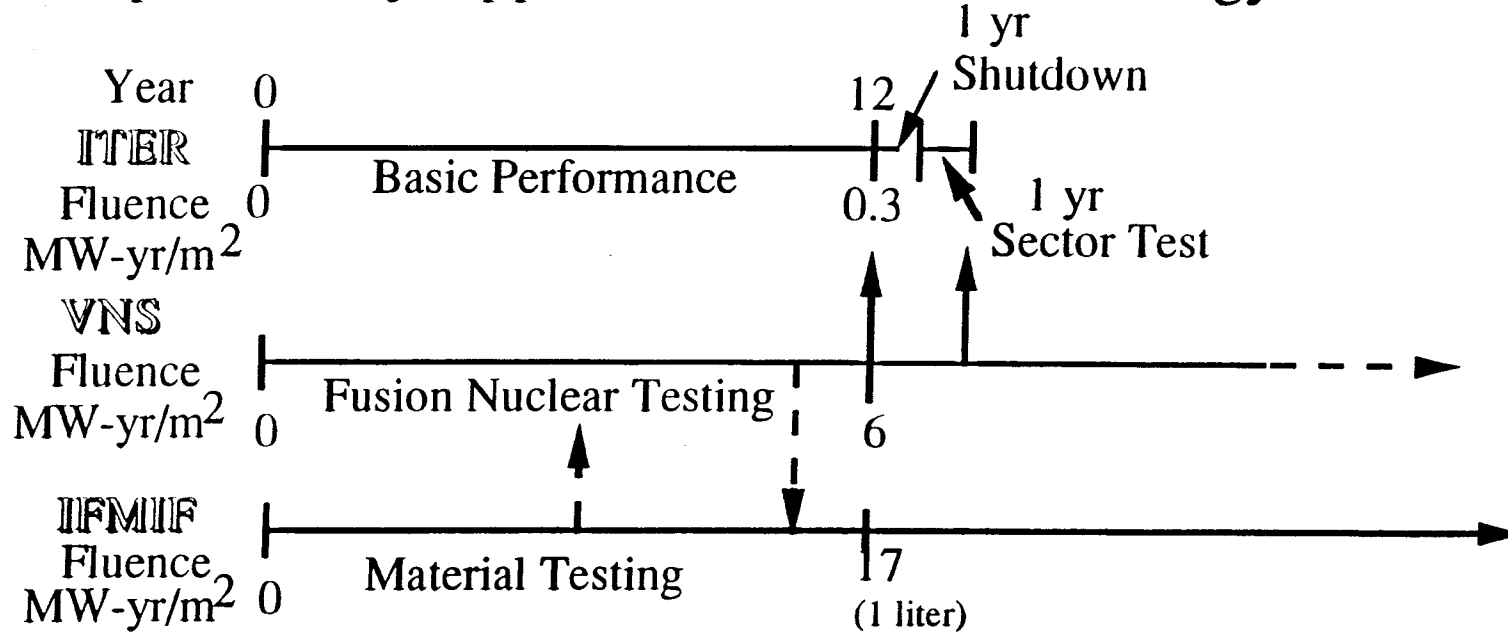 1 yr
Shutdown
Year 0 12
ITER
Basic Performance
Fluence 0 0.3
MW-yr/m2
1 yr
Sector Test
VNS
Fluence
Fusion Nuclear Testing
MW-yr/m2 0 6
IFMIF
Fluence
Material Testing
MW-yr/m2 0 17
(1 liter)